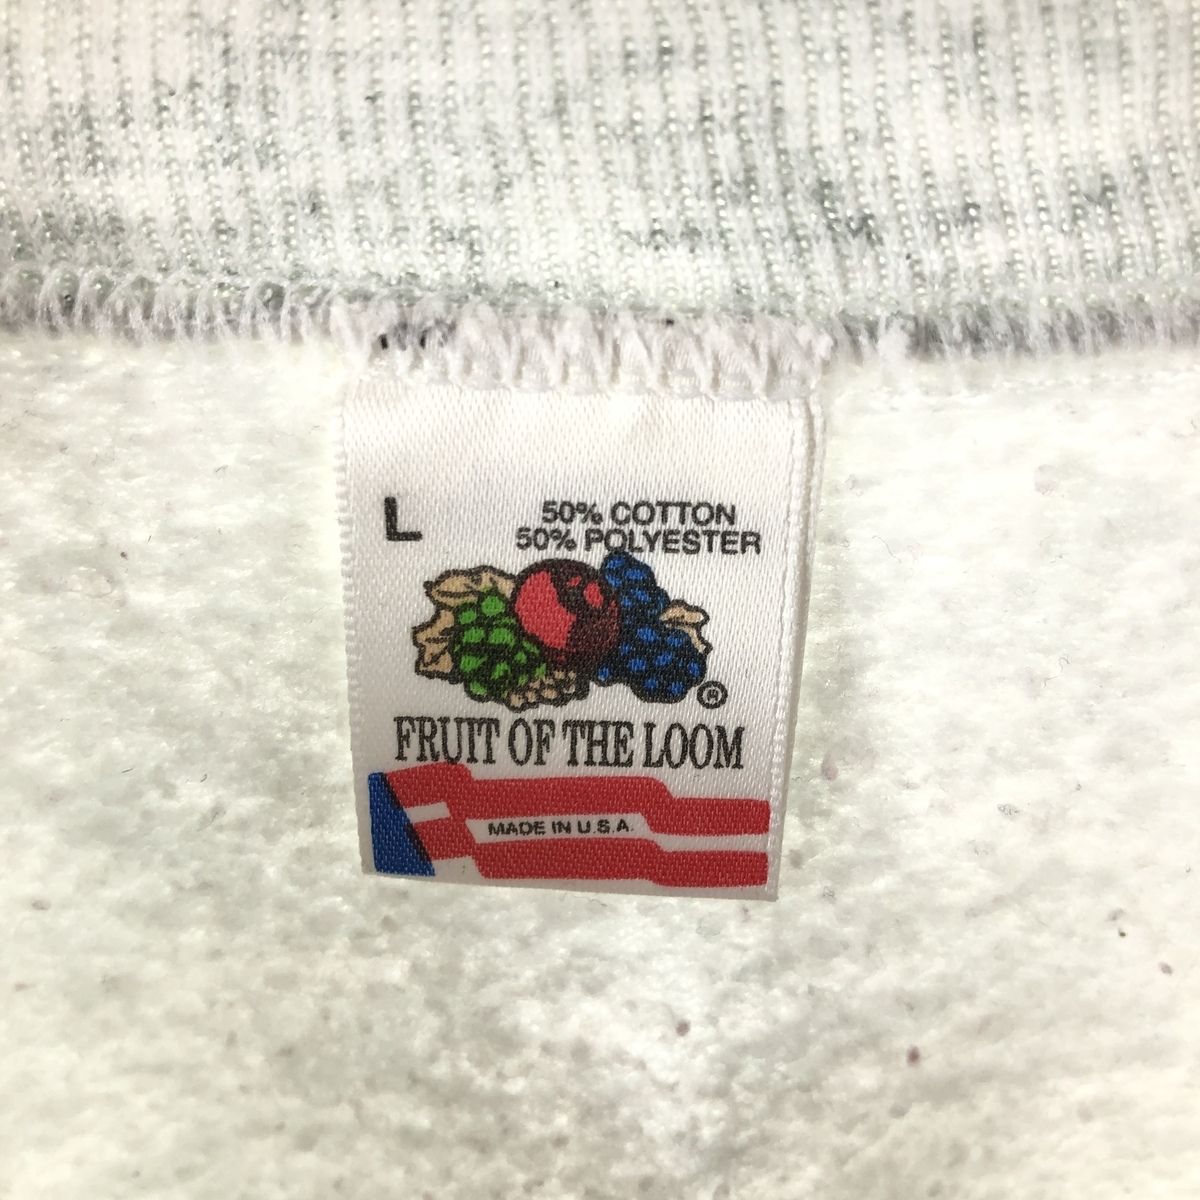 L
50% COTTON
50% POLYESTER
®
FRUIT OF THE LOOM
MADE IN U.S.A.